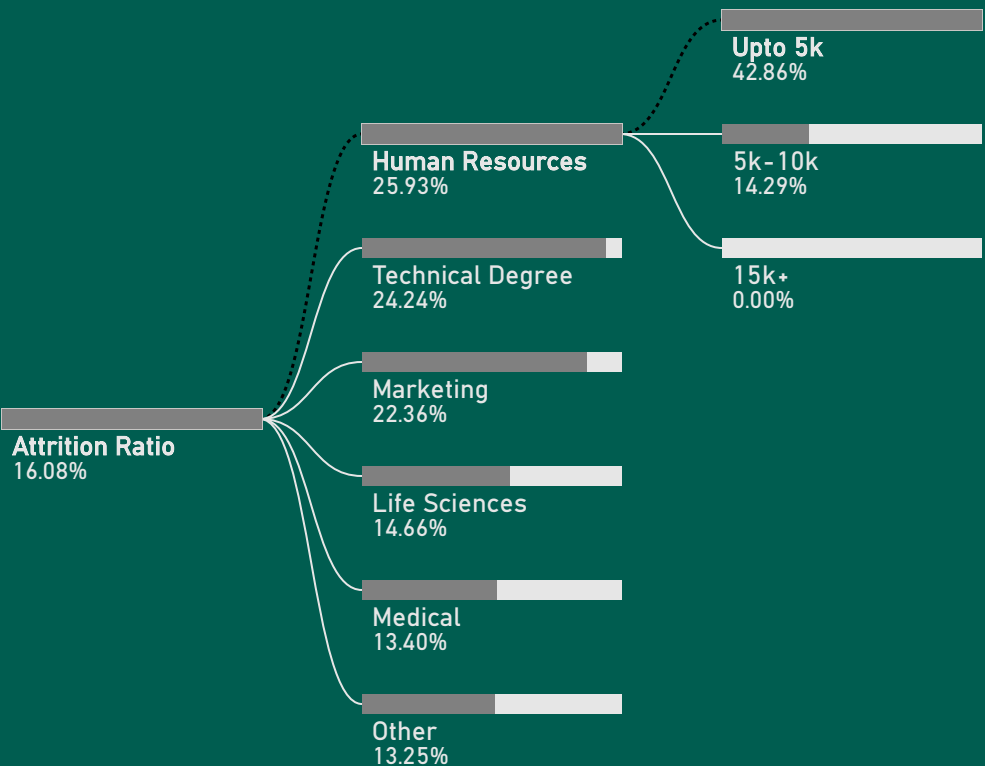 Attrition Ratio
16.08%
Human Resources
25.93%
Technical Degree
24.24%
Marketing
22.36%
Life Sciences
14.66%
Medical
13.40%
Other
13.25%
Upto 5k
42.86%
5k-10k
14.29%
15k+
0.00%